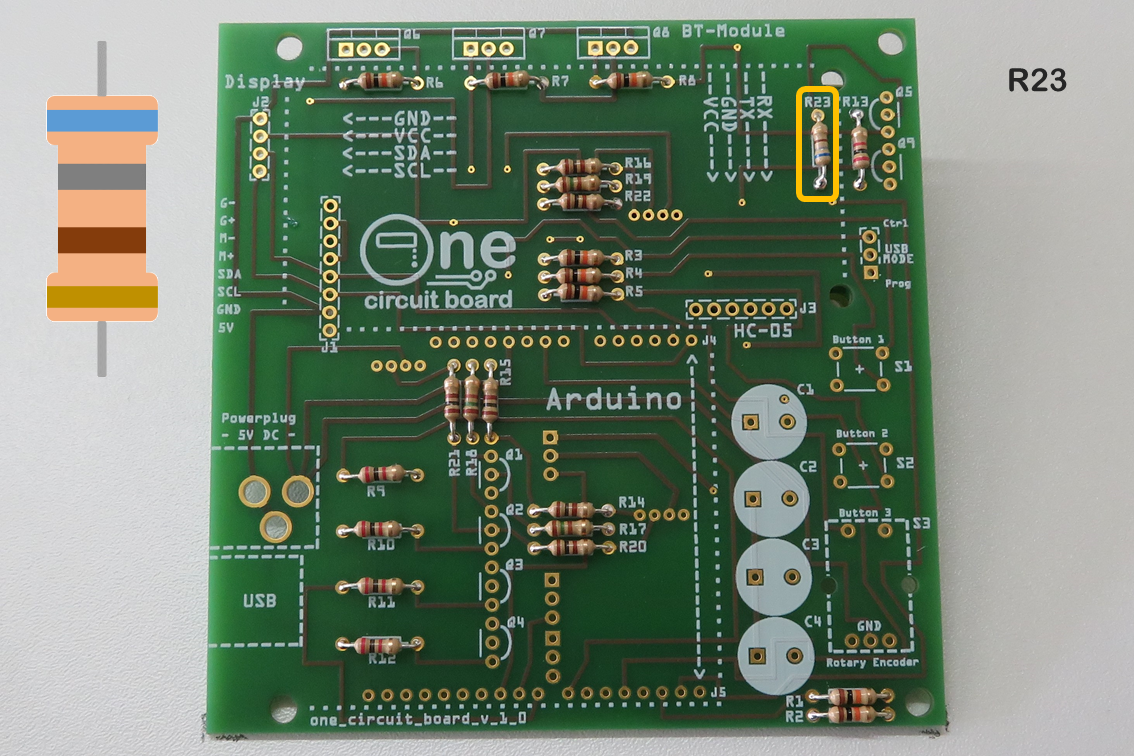 R23
Q6
Q7
Q8
BT-Module
R6
R7
R8
Display
J2
<---GND---
<---VCC---
<---SDA---
<---SCL---
VCC
GND
TX
RX
R23
R13
Q5
Q9
R16
R19
R22
G-
G+
M-
M+
SDA
SCL
GND
5V
J1
One
circuit board
R3
R4
R5
Ctrl
USB
MODE
Prog
J3
HC-05
J4
Button 1
S1
R15
Arduino
C1
Powerplug
- 5V DC -
R21
R18
Q1
Button 2
S2
C2
R9
Q2
R14
R17
R20
R10
Button 3
S3
C3
Q3
R11
USB
Q4
C4
R12
GND
Rotary Encoder
J5
R1
R2
one_circuit_board_v_1_0